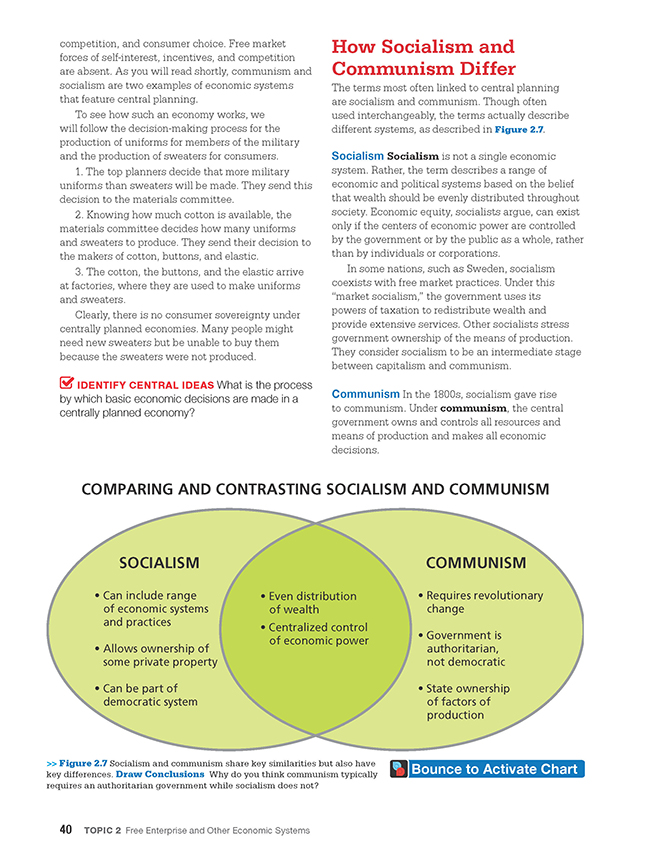 competition, and consumer choice. Free market
forces of self-interest, incentives, and competition
are absent. As you will read shortly, communism and
socialism are two examples of economic systems
that feature central planning.
To see how such an economy works, we
will follow the decision-making process for the
production of uniforms for members of the military
and the production of sweaters for consumers.
1. The top planners decide that more military
uniforms than sweaters will be made. They send this
decision to the materials committee.
2. Knowing how much cotton is available, the
materials committee decides how many uniforms
and sweaters to produce. They send their decision to
the makers of cotton, buttons, and elastic.
3. The cotton, the buttons, and the elastic arrive
at factories, where they are used to make uniforms
and sweaters.
Clearly, there is no consumer sovereignty under
centrally planned economies. Many people might
need new sweaters but be unable to buy them
because the sweaters were not produced.
IDENTIFY CENTRAL IDEAS What is the process
by which basic economic decisions are made in a
centrally planned economy?
How Socialism and
Communism Differ
The terms most often linked to central planning
are socialism and communism. Though often
used interchangeably, the terms actually describe
different systems, as described in Figure 2.7.
Socialism Socialism is not a single economic
system. Rather, the term describes a range of
economic and political systems based on the belief
that wealth should be evenly distributed throughout
society. Economic equity, socialists argue, can exist
only if the centers of economic power are controlled
by the government or by the public as a whole, rather
than by individuals or corporations.
In some nations, such as Sweden, socialism
coexists with free market practices. Under this
“market socialism,” the government uses its
powers of taxation to redistribute wealth and
provide extensive services. Other socialists stress
government ownership of the means of production.
They consider socialism to be an intermediate stage
between capitalism and communism.
Communism In the 1800s, socialism gave rise
to communism. Under communism, the central
government owns and controls all resources and
means of production and makes all economic
decisions.
COMPARING AND CONTRASTING SOCIALISM AND COMMUNISM
SOCIALISM
• Can include range
of economic systems
and practices
• Allows ownership of
some private property
• Can be part of
democratic system
• Even distribution
of wealth
• Centralized control
of economic power
COMMUNISM
• Requires revolutionary
change
• Government is
authoritarian,
not democratic
• State ownership
of factors of
production
>> Figure 2.7 Socialism and communism share key similarities but also have
key differences. Draw Conclusions Why do you think communism typically
requires an authoritarian government while socialism does not?
Bounce to Activate Chart
40 TOPIC 2 Free Enterprise and Other Economic Systems